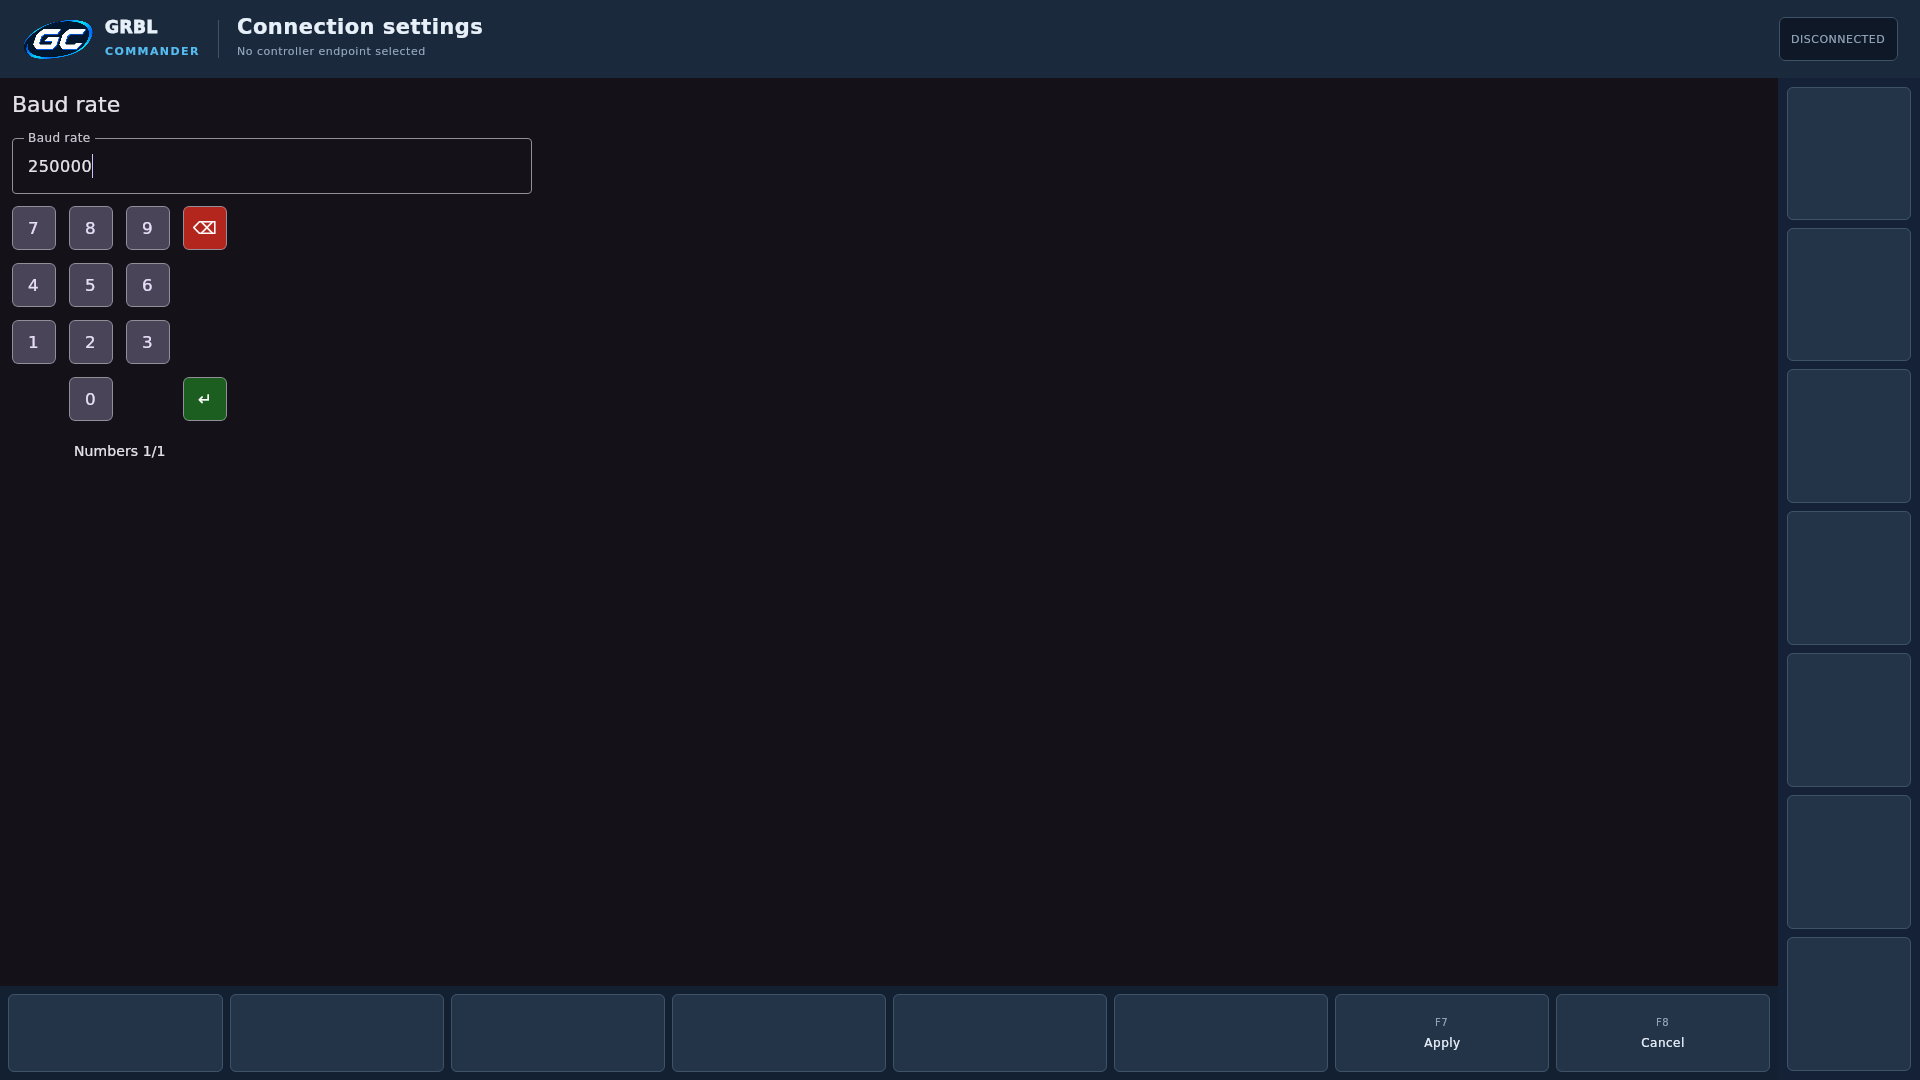 GC
GRBL
COMMANDER
Connection settings
No controller endpoint selected
DISCONNECTED
Baud rate
Baud rate
250000
7 8 9 ⌫
4 5 6
1 2 3
0 ↵
Numbers 1/1
F7
Apply
F8
Cancel